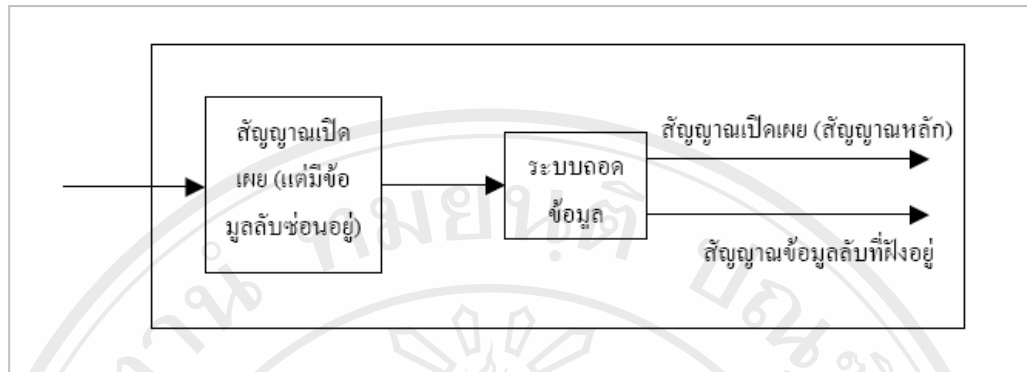 สัญญาณเปิด
เผย (แต่มีข้อ
มูลลับซ่อนอยู่)
ระบบถอด
ข้อมูล
สัญญาณเปิดเผย (สัญญาณหลัก)
สัญญาณข้อมูลลับที่ฝังอยู่